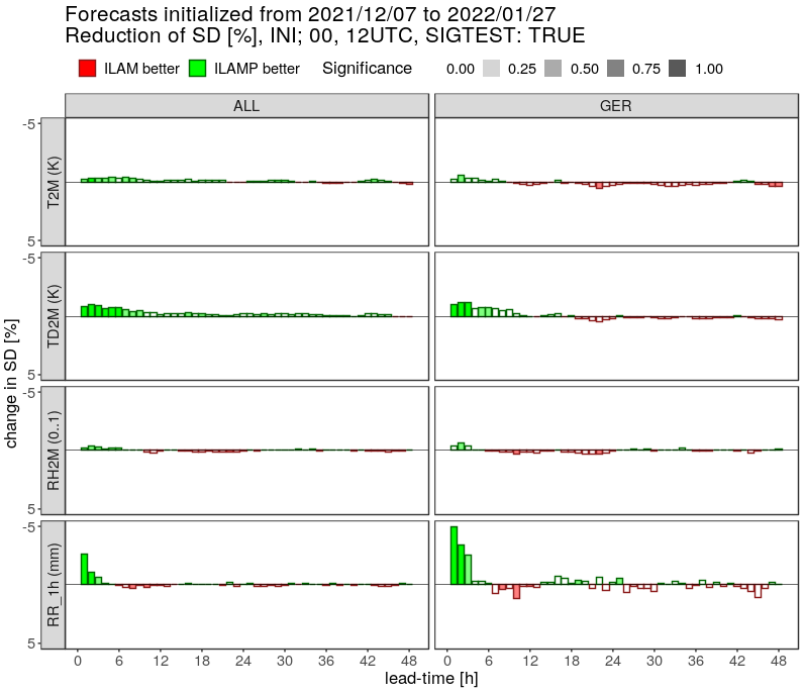 Forecasts initialized from 2021/12/07 to 2022/01/27
Reduction of SD [%], INI; 00, 12UTC, SIGTEST: TRUE
ILAM better ILAMP better Significance 0.00 0.25 0.50 0.75 1.00
ALL GER
change in SD [%]
T2M (K)
-5
5
TD2M (K)
-5
5
RH2M (0..1)
-5
5
RR_1h (mm)
-5
5
0 6 12 18 24 30 36 42 48 0 6 12 18 24 30 36 42 48
lead-time [h]